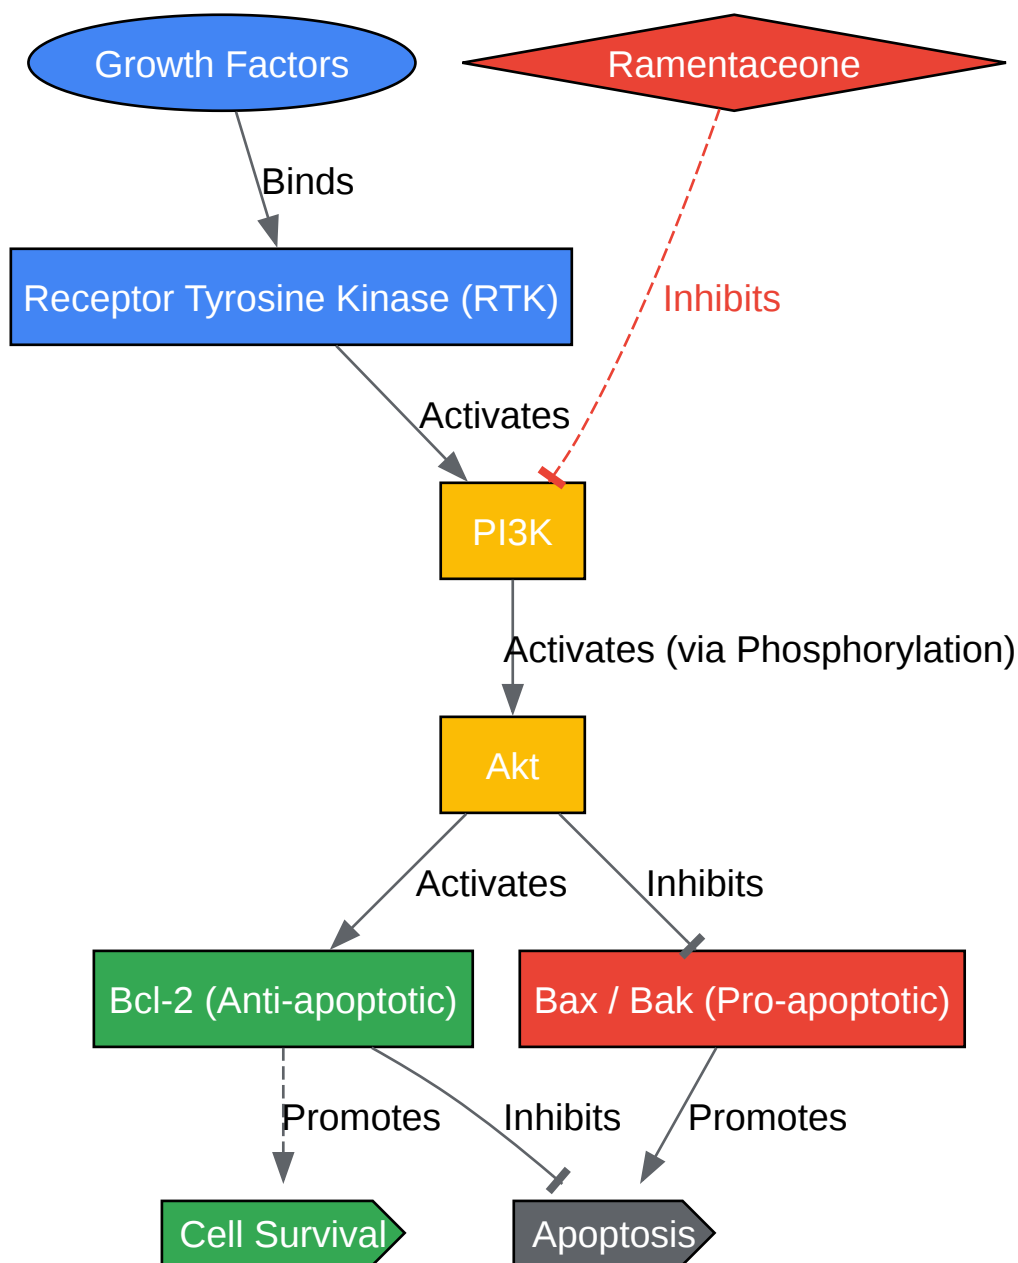 Growth Factors
Ramentaceone
Binds
Receptor Tyrosine Kinase (RTK)
Inhibits
Activates
PI3K
Activates (via Phosphorylation)
Akt
Activates
Inhibits
Bcl-2 (Anti-apoptotic)
Bax / Bak (Pro-apoptotic)
Promotes
Inhibits
Promotes
Cell Survival
Apoptosis